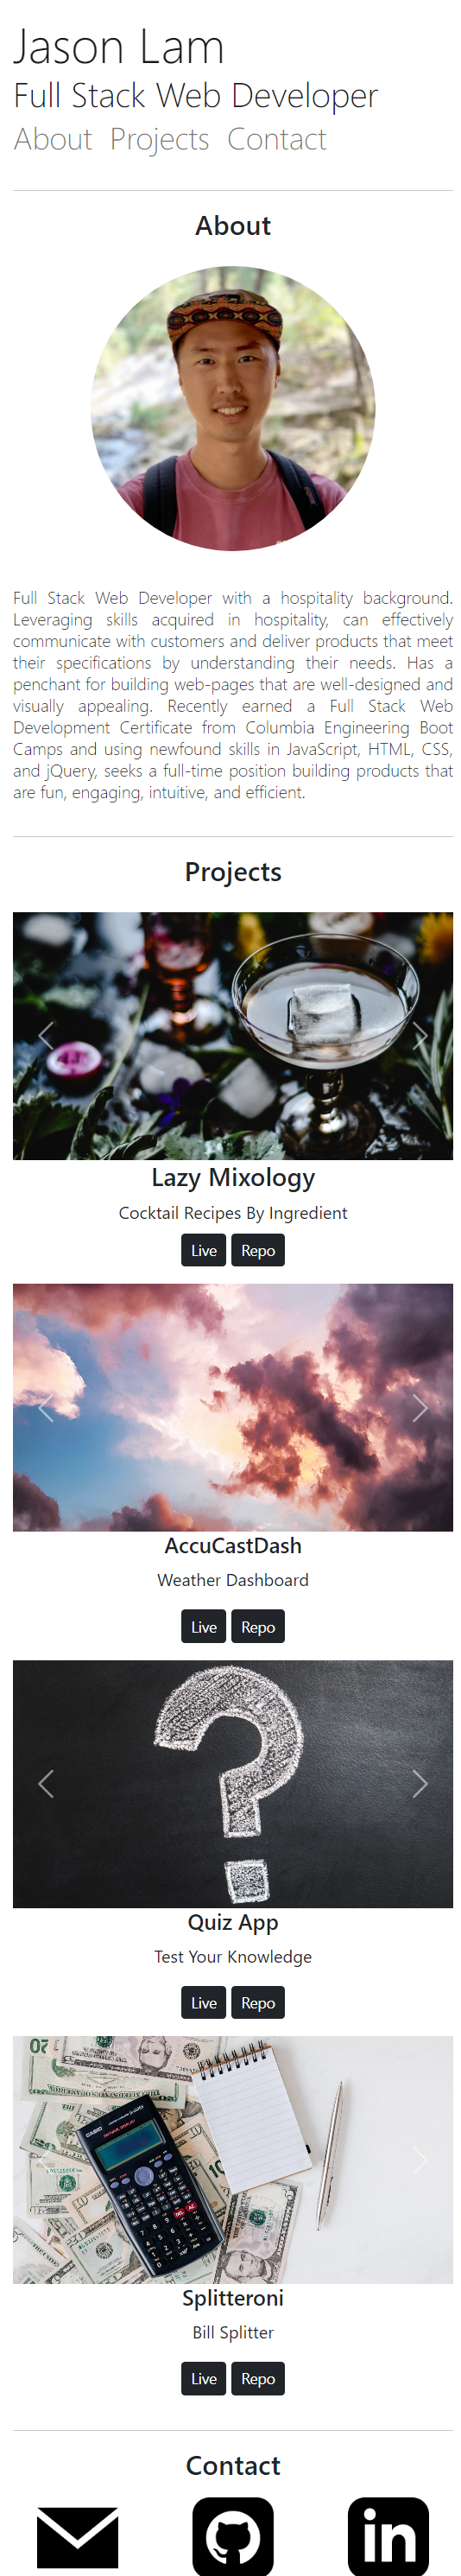 Jason Lam
Full Stack Web Developer
About Projects Contact
About
Full Stack Web Developer with a hospitality background.
Leveraging skills acquired in hospitality, can effectively
communicate with customers and deliver products that meet
their specifications by understanding their needs. Has a
penchant for building web-pages that are well-designed and
visually appealing. Recently earned a Full Stack Web
Development Certificate from Columbia Engineering Boot
Camps and using newfound skills in JavaScript, HTML, CSS,
and jQuery, seeks a full-time position building products that
are fun, engaging, intuitive, and efficient.
Projects
Lazy Mixology
Cocktail Recipes By Ingredient
Live Repo
AccuCastDash
Weather Dashboard
Live Repo
?
Quiz App
Test Your Knowledge
Live Repo
CASIO
Splitteroni
Bill Splitter
Live Repo
Contact
in